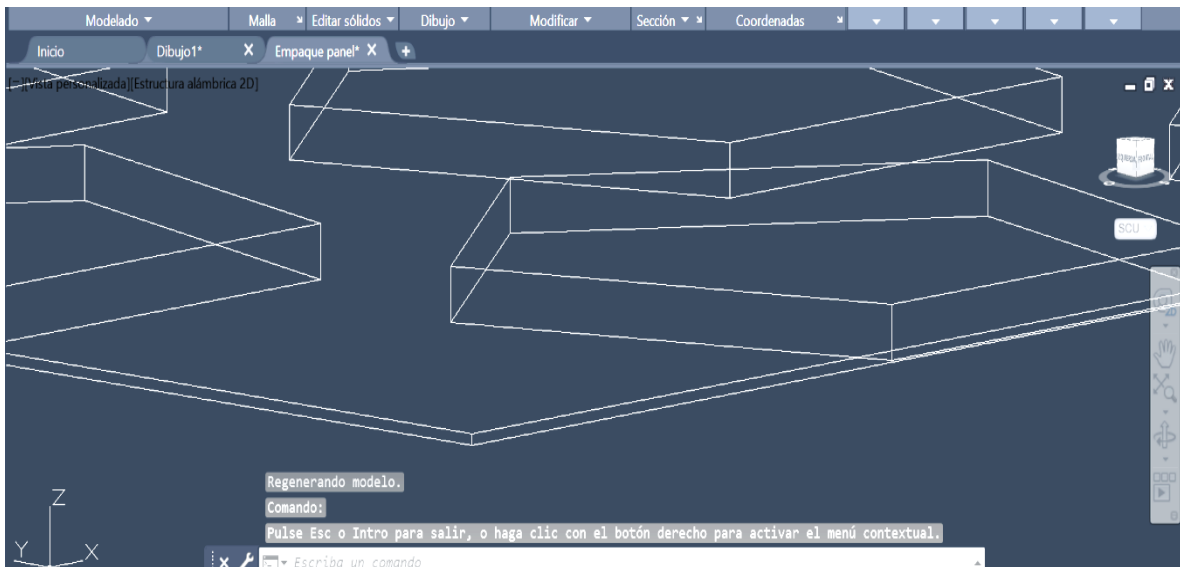 Modelado Malla Editar sólidos Dibujo Modificar Sección Coordenadas
Inicio Dibujo1* X Empaque panel* X +
[−][Vista personalizada][Estructura alámbrica 2D]
SCU
2D
Regenerando modelo.
Comando:
Pulse Esc o Intro para salir, o haga clic con el botón derecho para activar el menú contextual.
Z
Y X
Escriba un comando